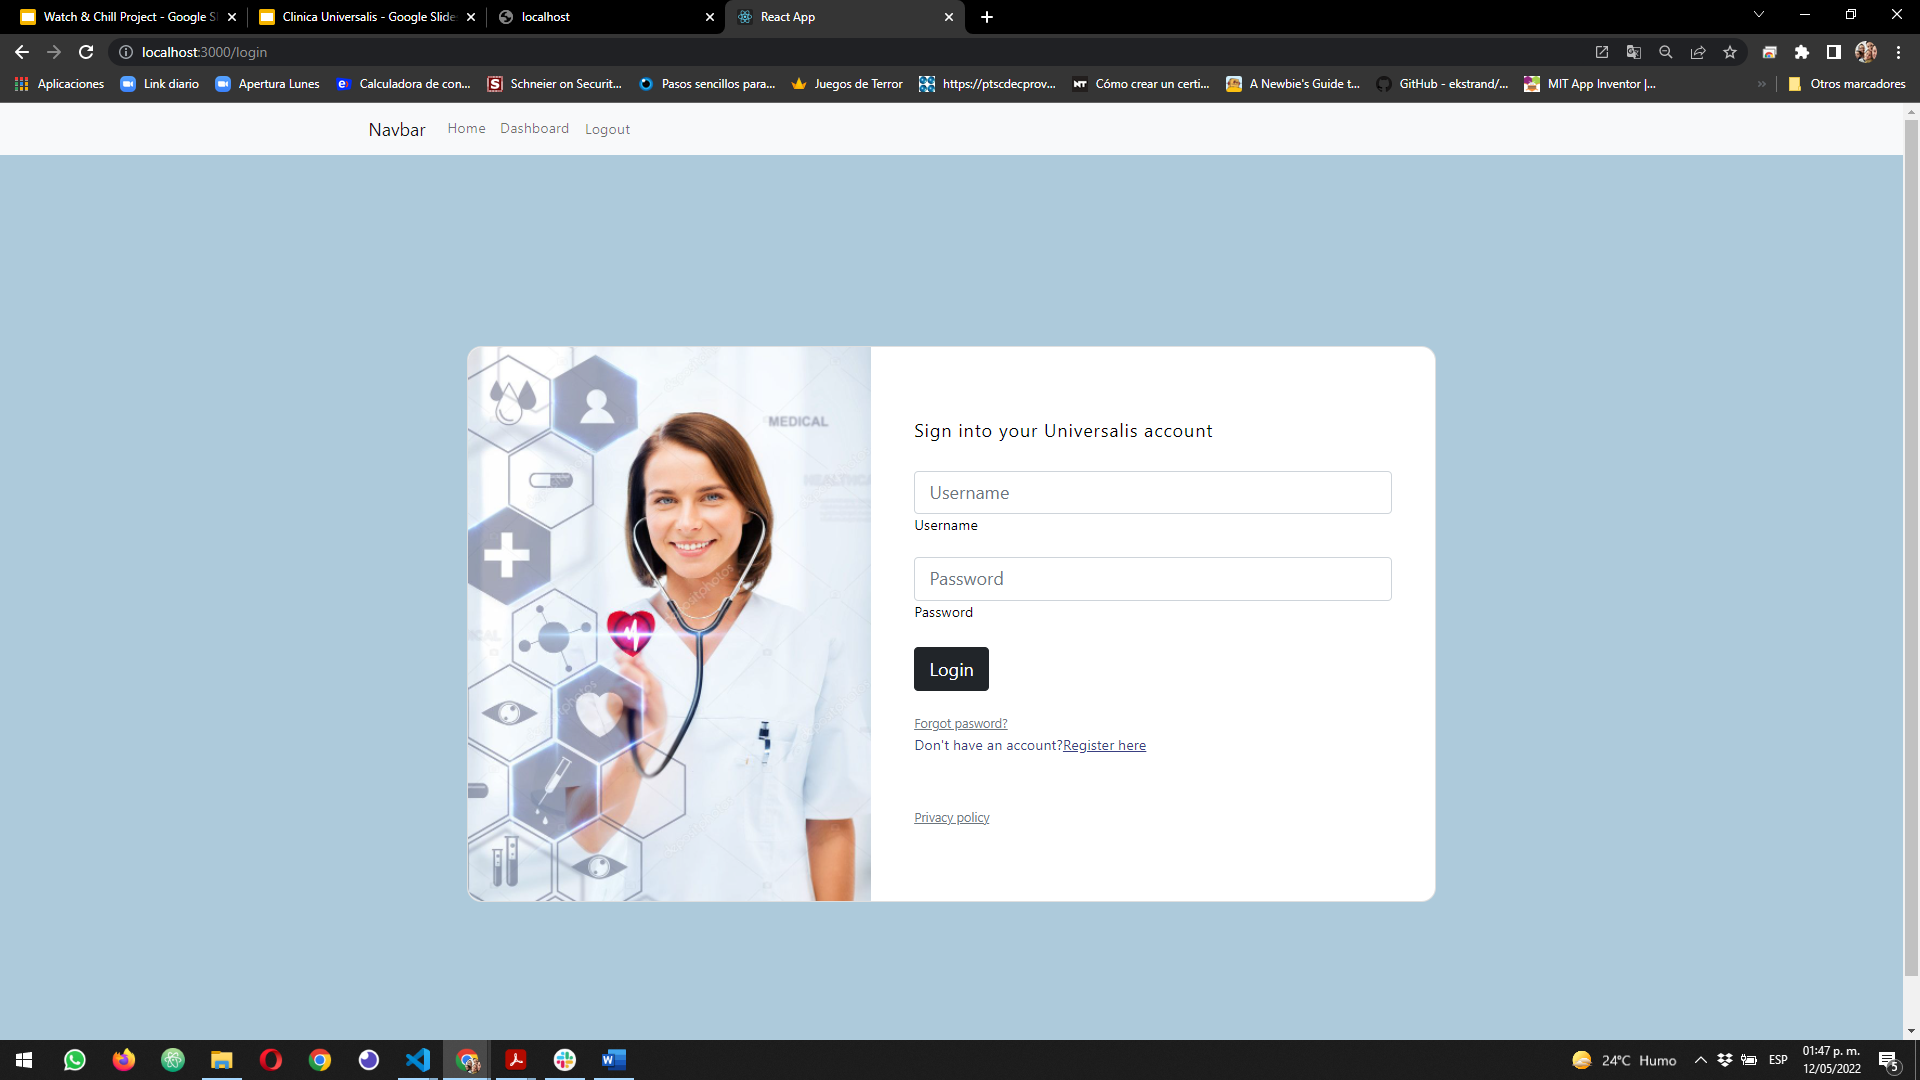 Watch & Chill Project - Google S
Clinica Universalis - Google Slide
localhost
React App
localhost:3000/login
Aplicaciones
Link diario
Apertura Lunes
Calculadora de con...
Schneier on Securit...
Pasos sencillos para...
Juegos de Terror
https://ptscdecprov...
Cómo crear un certi...
A Newbie's Guide t...
GitHub - ekstrand/...
MIT App Inventor |...
»
Otros marcadores
Navbar
Home
Dashboard
Logout
MEDICAL
HEALTHCA
Sign into your Universalis account
Username
Username
Password
Password
Login
Forgot pasword?
Don't have an account?Register here
Privacy policy
depositphotos
24°C Humo
ESP
01:47 p. m.
12/05/2022
5